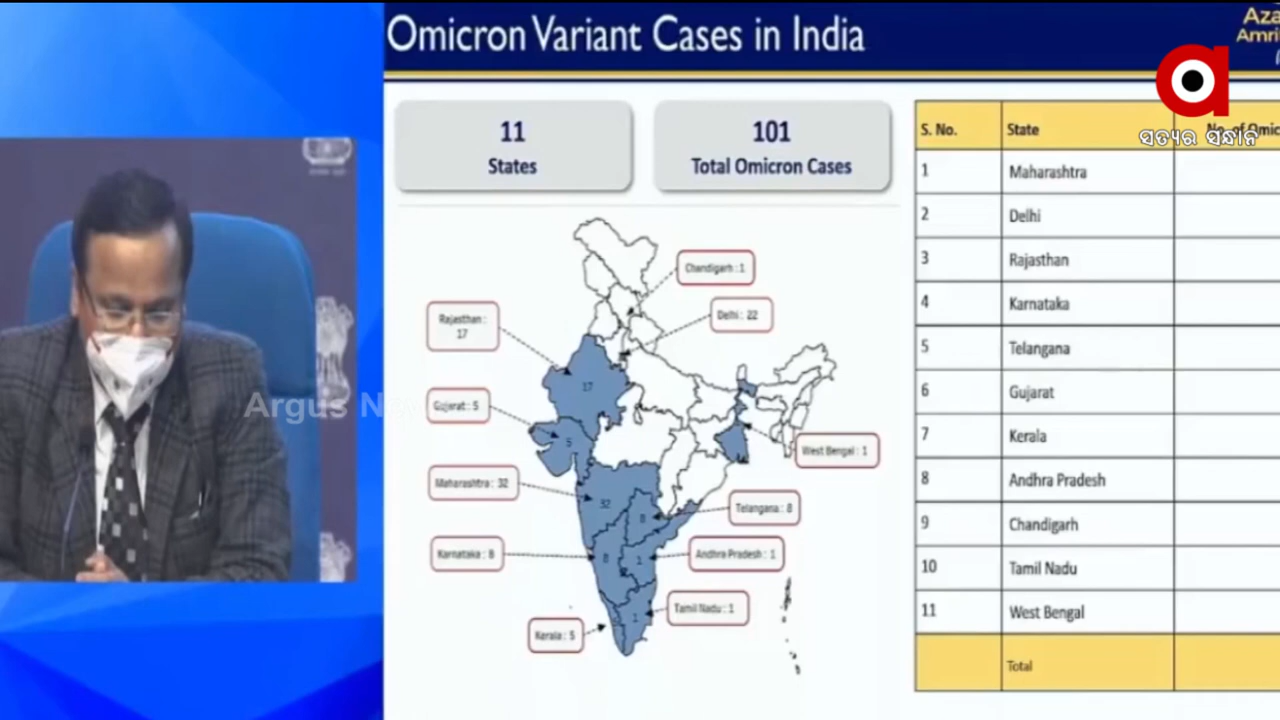 Omicron Variant Cases in India
Aza
Amri
ସତ୍ୟର ସନ୍ଧାନ
11
States
101
Total Omicron Cases
Chandigarh : 1
Delhi : 22
Rajasthan :
17
17
Gujarat : 5
5
West Bengal : 1
Maharashtra : 32
32
Telangana : 8
8
Karnataka : 8
8
Andhra Pradesh : 1
1
Tamil Nadu : 1
1
Kerala : 5
S. No. State No. of Omic
1 Maharashtra
2 Delhi
3 Rajasthan
4 Karnataka
5 Telangana
6 Gujarat
7 Kerala
8 Andhra Pradesh
9 Chandigarh
10 Tamil Nadu
11 West Bengal
Total
Argus